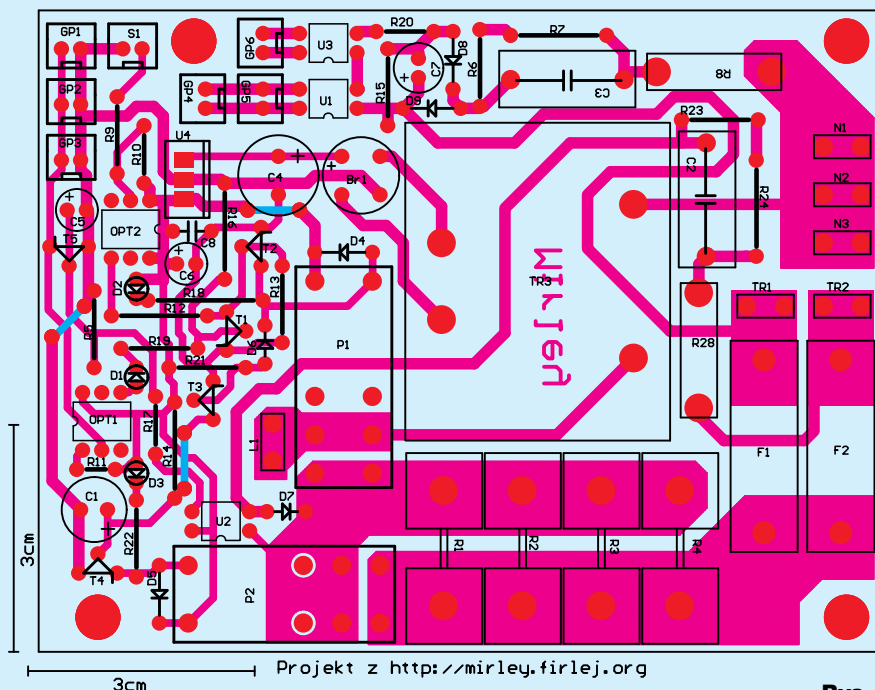 GP1
S1
GP6
U3
R20
C7
D8
R6
R7
R8
GP2
GP4
GP5
U1
R15
D9
C3
GP3
R9
R10
U4
C4
Br1
R23
C2
N1
C5
T5
OPT2
C8
R16
T2
D4
R24
N2
C6
N3
D2
R18
R13
Mirley
TR3
TR1
TR2
R5
R12
T1
D6
P1
R28
R19
D1
R21
T3
OPT1
R17
L1
F1
F2
R11
R14
D3
C1
D7
U2
R22
R1
R2
R3
R4
T4
D5
P2
3cm
Projekt z http://mirley.firlej.org
3cm